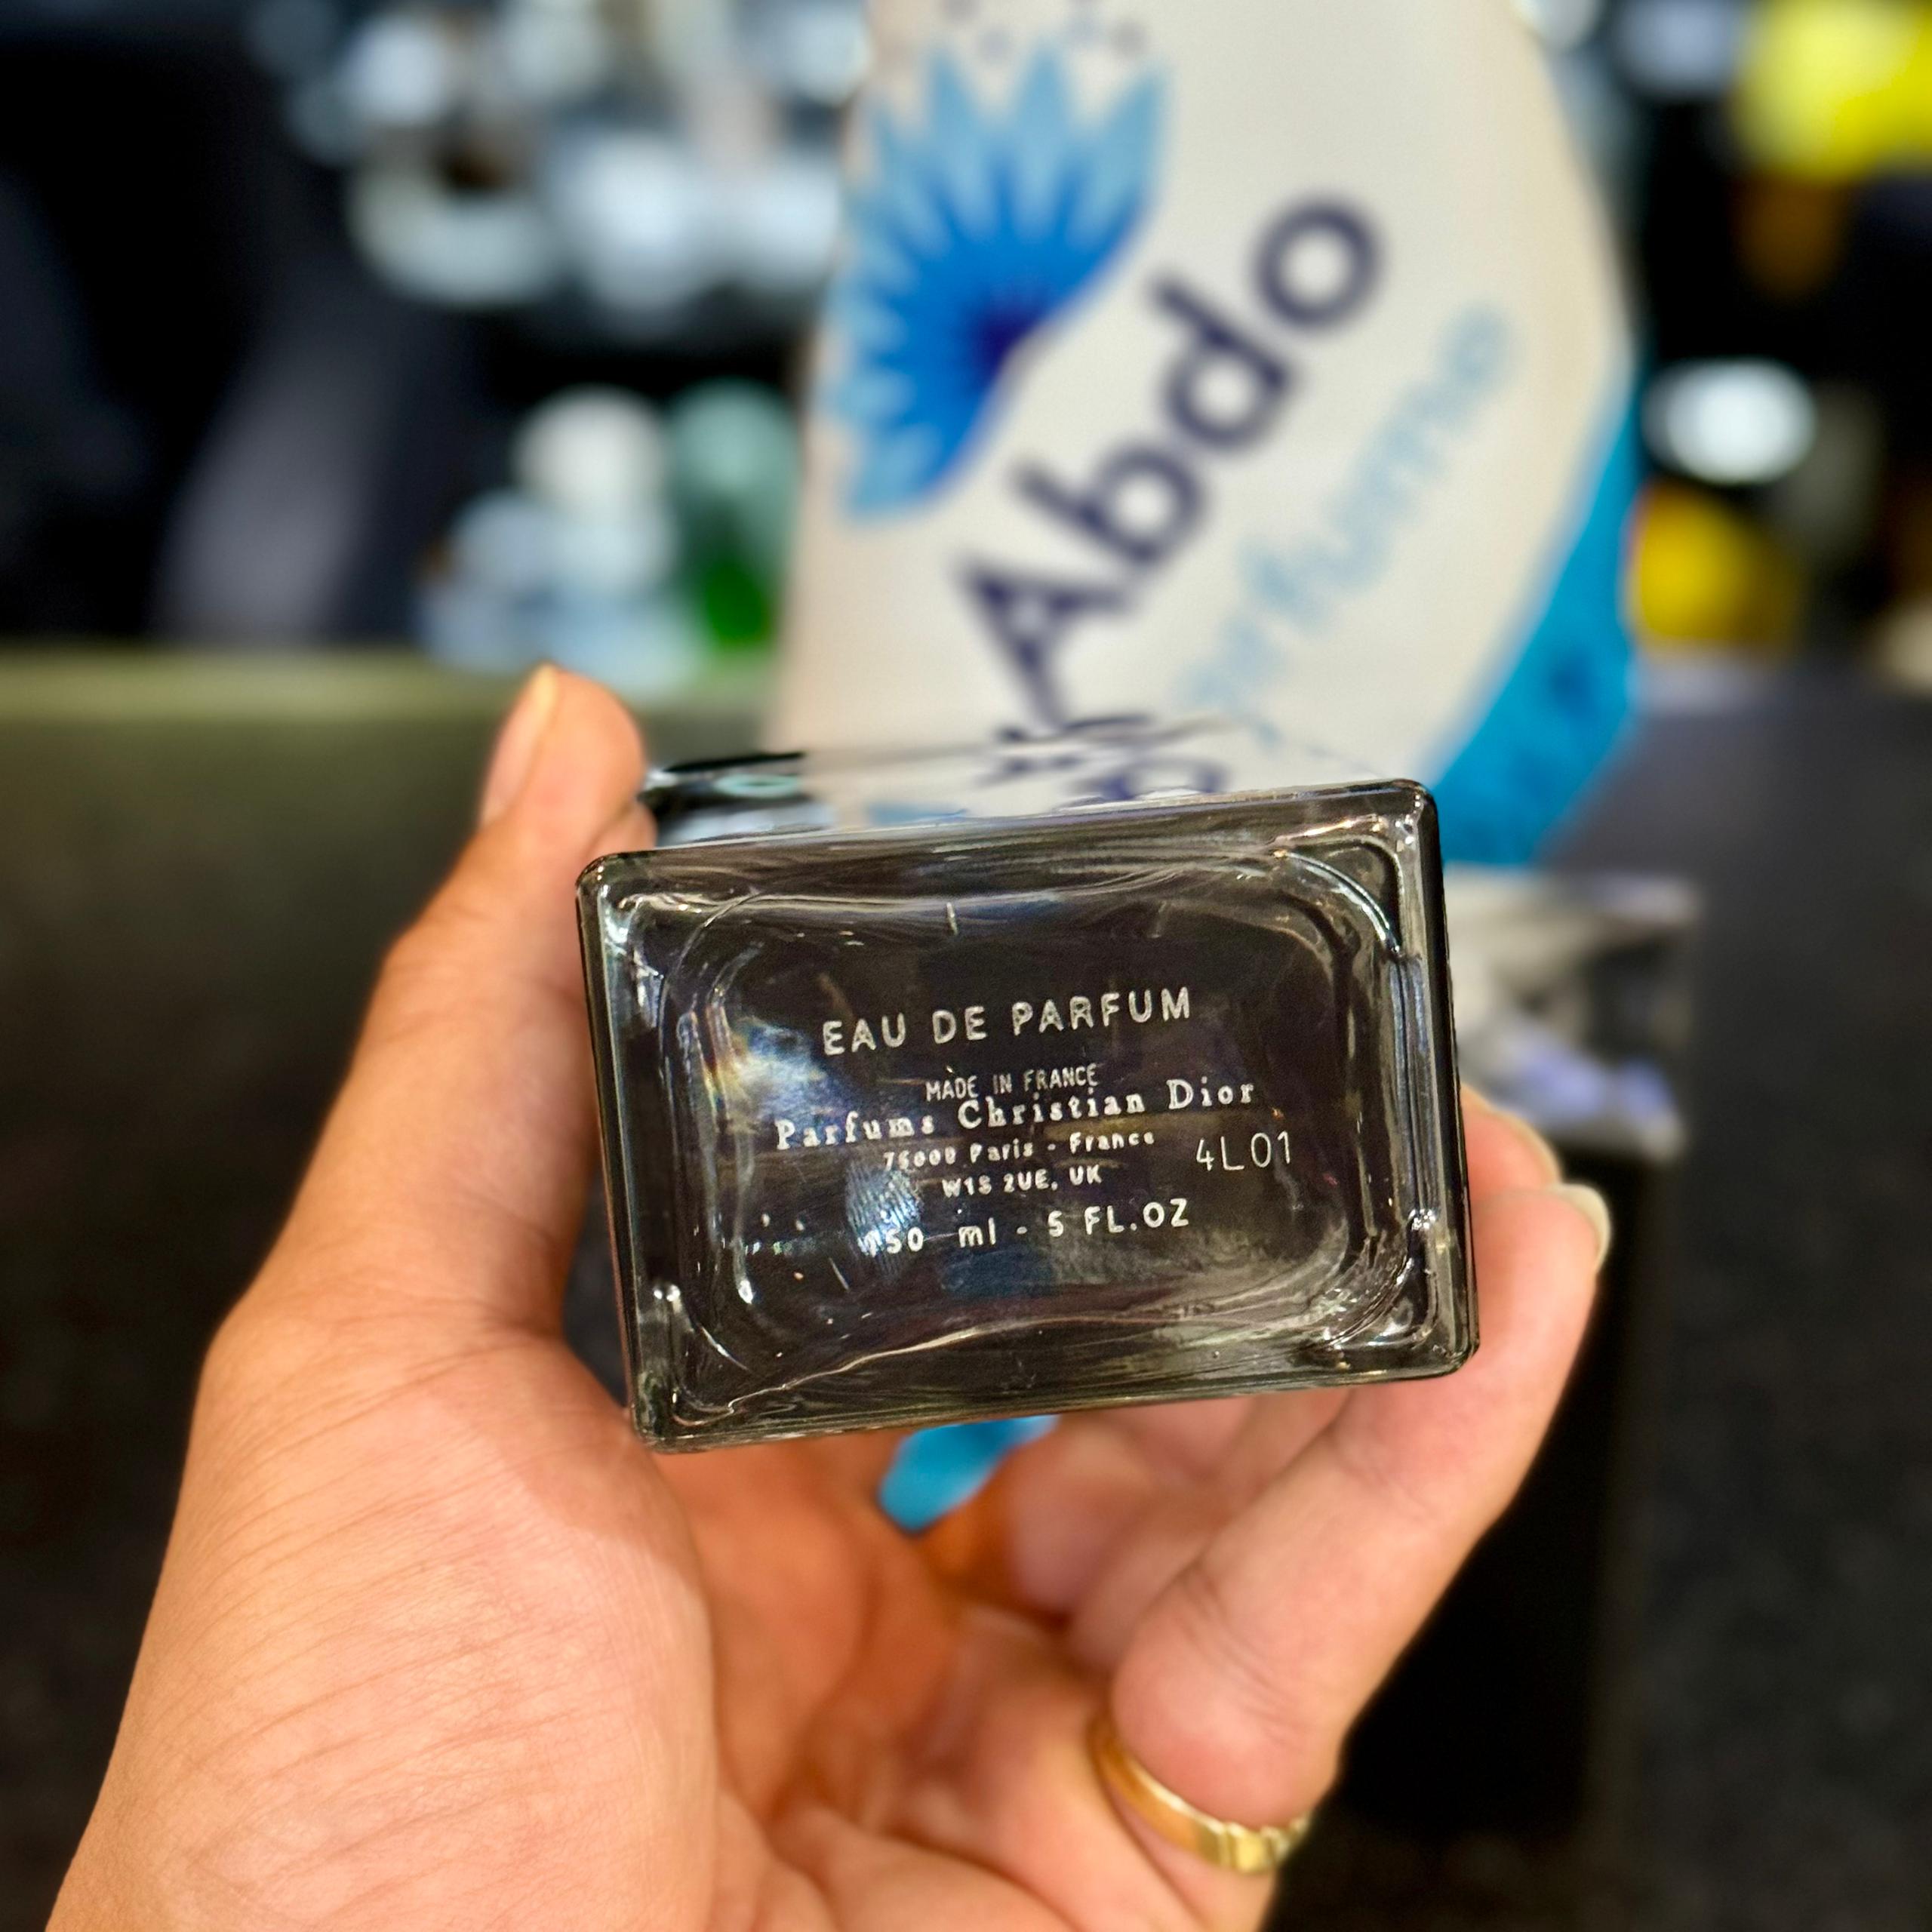 Abdo
EAU DE PARFUM
MADE IN FRANCE
Parfums Christian Dior
75000 Paris - France
4L01
W1S 2UE, UK
150 ml - 5 FL.OZ